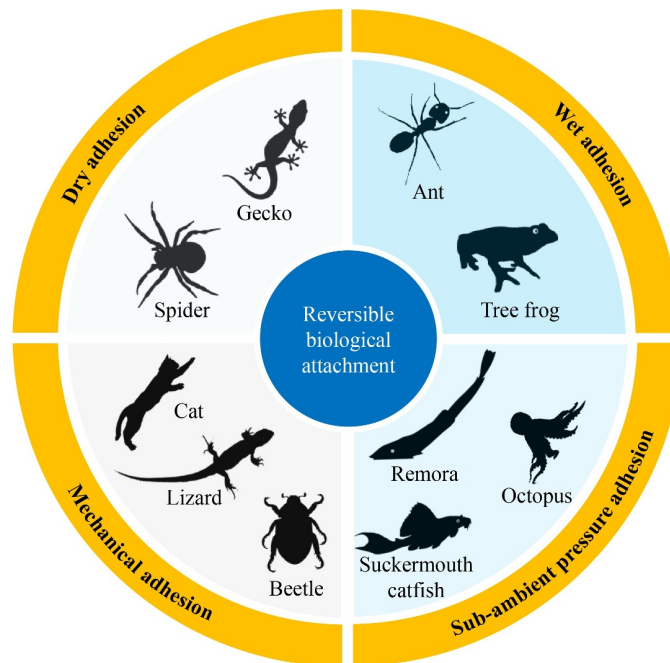 Dry adhesion
Gecko
Spider
Wet adhesion
Ant
Tree frog
Reversible
biological
attachment
Mechanical adhesion
Cat
Lizard
Beetle
Sub-ambient pressure adhesion
Remora
Octopus
Suckermouth
catfish